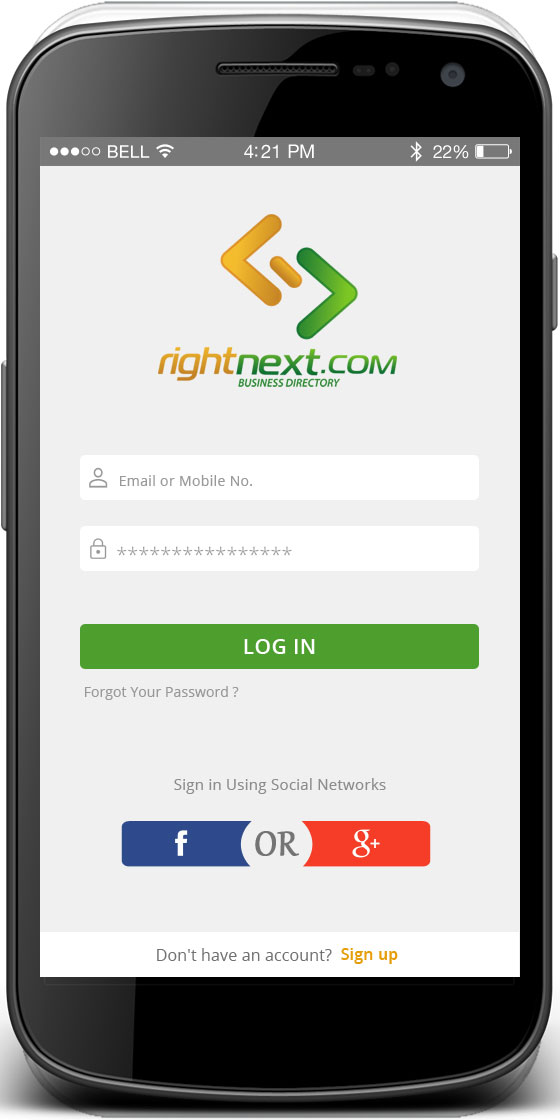 BELL 4:21 PM 22%
rightnext.com
BUSINESS DIRECTORY
Email or Mobile No.
****************
LOG IN
Forgot Your Password ?
Sign in Using Social Networks
f OR g+
Don't have an account? Sign up